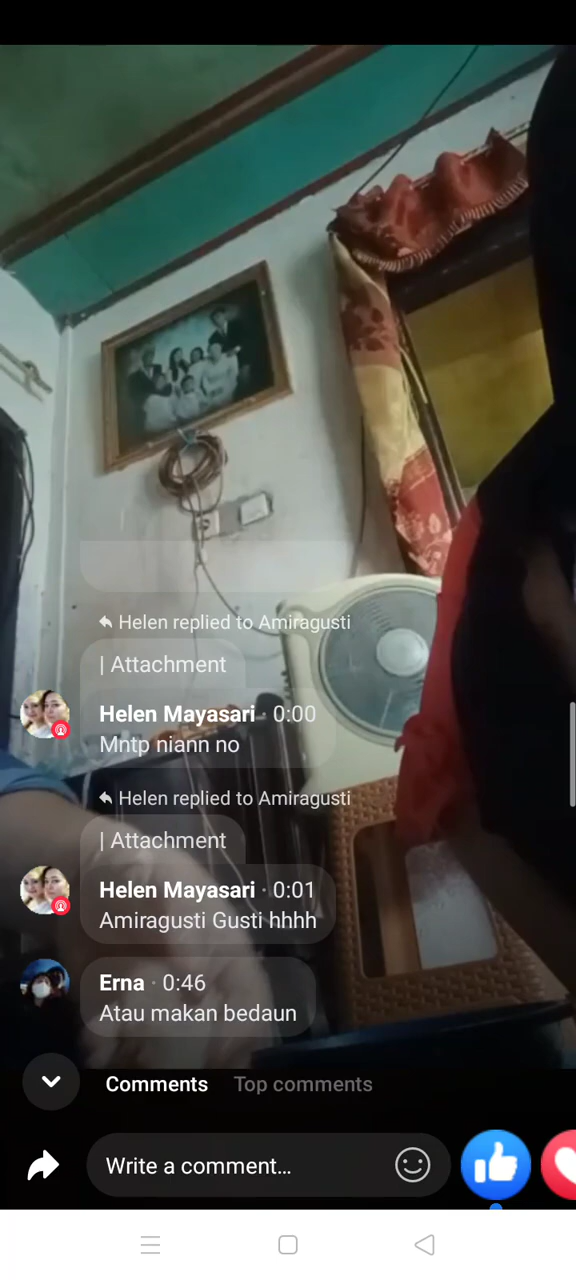 Helen replied to Amiragusti
| Attachment
Helen Mayasari · 0:00
Mntp niann no
Helen replied to Amiragusti
| Attachment
Helen Mayasari · 0:01
Amiragusti Gusti hhhh
Erna · 0:46
Atau makan bedaun
Comments Top comments
Write a comment...